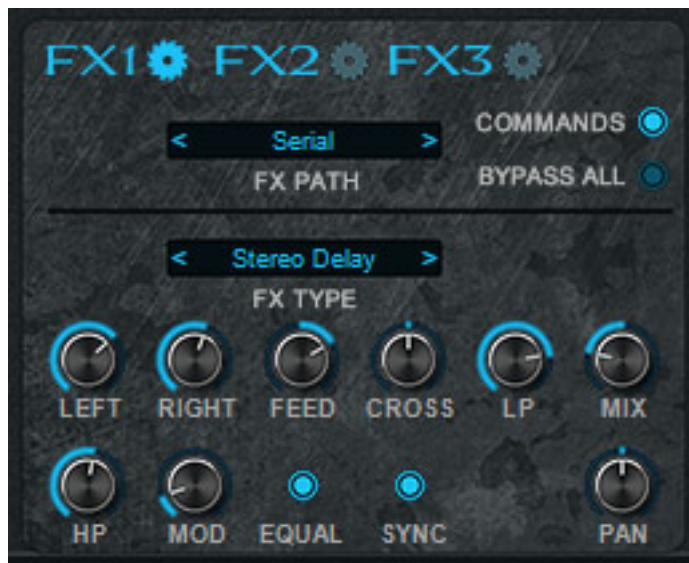 FX1 FX2 FX3
COMMANDS
< Serial >
FX PATH
BYPASS ALL
< Stereo Delay >
FX TYPE
LEFT RIGHT FEED CROSS LP MIX
HP MOD EQUAL SYNC PAN